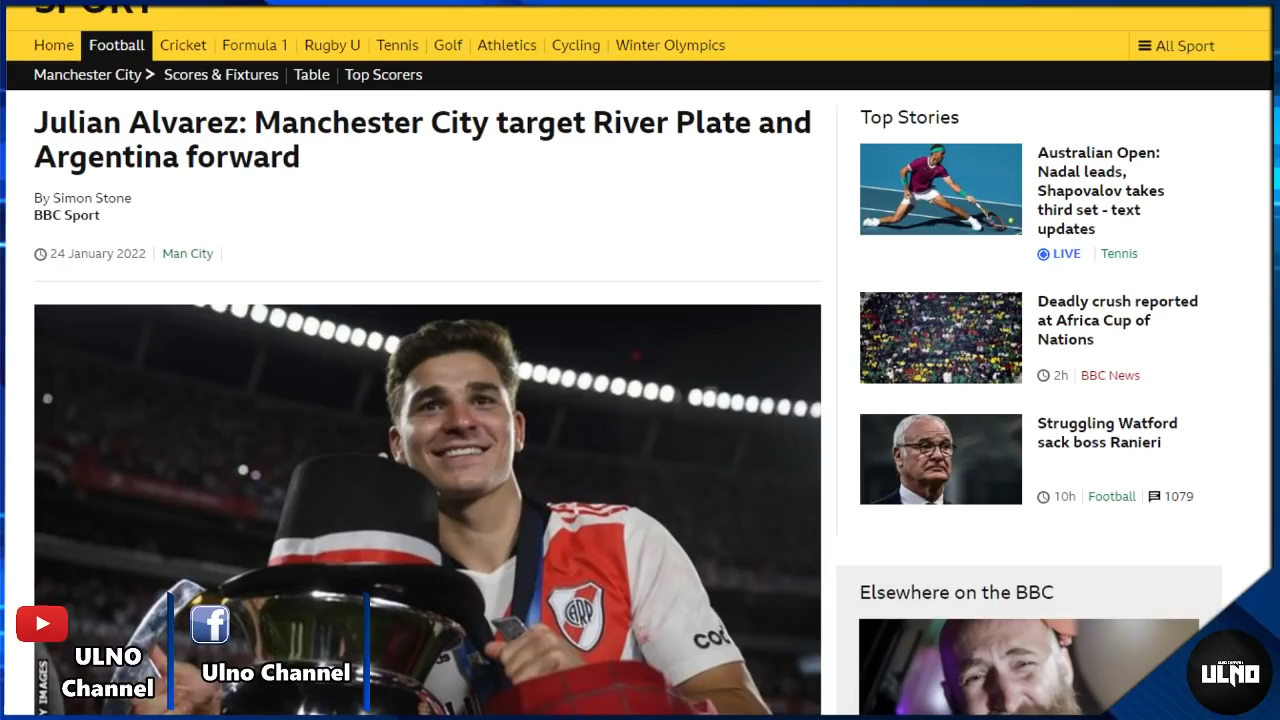 SPORT
Home
Football
Cricket
Formula 1
Rugby U
Tennis
Golf
Athletics
Cycling
Winter Olympics
All Sport
Manchester City
Scores & Fixtures
Table
Top Scorers
Julian Alvarez: Manchester City target River Plate and
Argentina forward
By Simon Stone
BBC Sport
24 January 2022
Man City
Top Stories
Australian Open:
Nadal leads,
Shapovalov takes
third set - text
updates
LIVE
Tennis
Deadly crush reported
at Africa Cup of
Nations
2h
BBC News
Struggling Watford
sack boss Ranieri
10h
Football
1079
Elsewhere on the BBC
CARP
cod
Y IMAGES
ULNO
Channel
Ulno Channel
ULNO